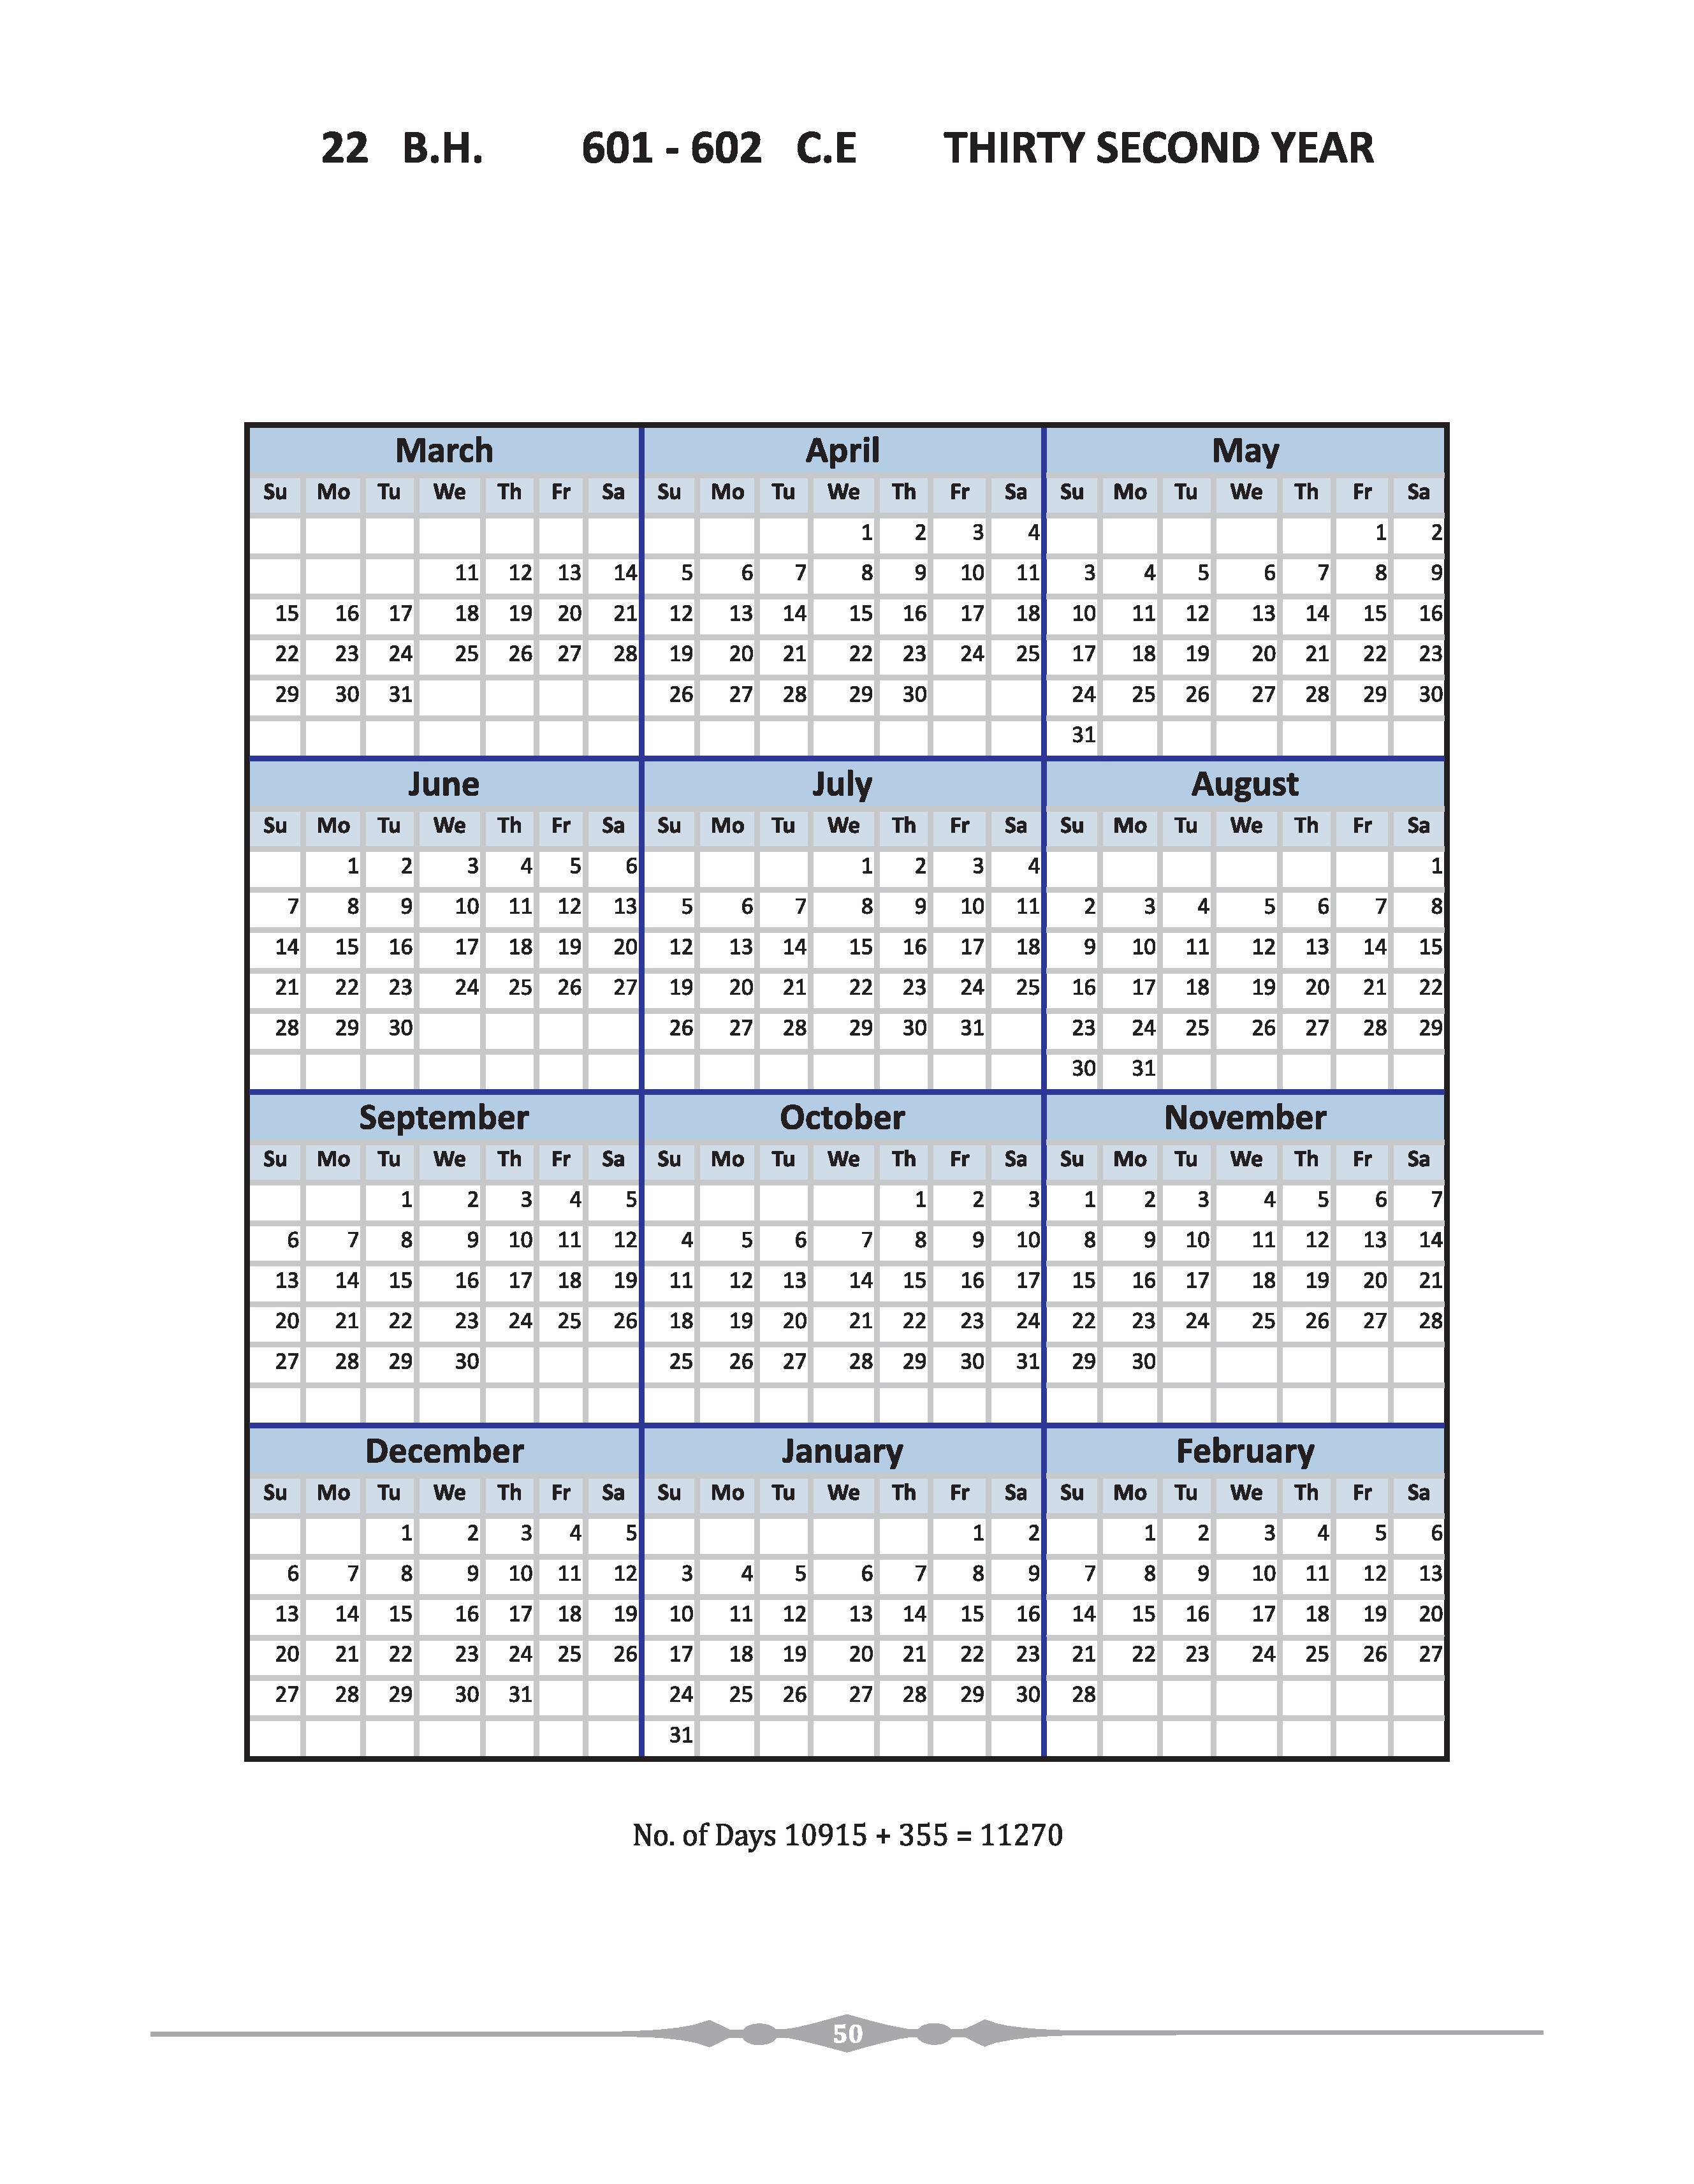 22 B.H. 601 - 602 C.E THIRTY SECOND YEAR
March April May
Su Mo Tu We Th Fr Sa Su Mo Tu We Th Fr Sa Su Mo Tu We Th Fr Sa
1 2 3 4 1 2
11 12 13 14 5 6 7 8 9 10 11 3 4 5 6 7 8 9
15 16 17 18 19 20 21 12 13 14 15 16 17 18 10 11 12 13 14 15 16
22 23 24 25 26 27 28 19 20 21 22 23 24 25 17 18 19 20 21 22 23
29 30 31 26 27 28 29 30 24 25 26 27 28 29 30
31
June July August
Su Mo Tu We Th Fr Sa Su Mo Tu We Th Fr Sa Su Mo Tu We Th Fr Sa
1 2 3 4 5 6 1 2 3 4 1
7 8 9 10 11 12 13 5 6 7 8 9 10 11 2 3 4 5 6 7 8
14 15 16 17 18 19 20 12 13 14 15 16 17 18 9 10 11 12 13 14 15
21 22 23 24 25 26 27 19 20 21 22 23 24 25 16 17 18 19 20 21 22
28 29 30 26 27 28 29 30 31 23 24 25 26 27 28 29
30 31
September October November
Su Mo Tu We Th Fr Sa Su Mo Tu We Th Fr Sa Su Mo Tu We Th Fr Sa
1 2 3 4 5 1 2 3 1 2 3 4 5 6 7
6 7 8 9 10 11 12 4 5 6 7 8 9 10 8 9 10 11 12 13 14
13 14 15 16 17 18 19 11 12 13 14 15 16 17 15 16 17 18 19 20 21
20 21 22 23 24 25 26 18 19 20 21 22 23 24 22 23 24 25 26 27 28
27 28 29 30 25 26 27 28 29 30 31 29 30
December January February
Su Mo Tu We Th Fr Sa Su Mo Tu We Th Fr Sa Su Mo Tu We Th Fr Sa
1 2 3 4 5 1 2 1 2 3 4 5 6
6 7 8 9 10 11 12 3 4 5 6 7 8 9 7 8 9 10 11 12 13
13 14 15 16 17 18 19 10 11 12 13 14 15 16 14 15 16 17 18 19 20
20 21 22 23 24 25 26 17 18 19 20 21 22 23 21 22 23 24 25 26 27
27 28 29 30 31 24 25 26 27 28 29 30 28
31
No. of Days 10915 + 355 = 11270
50